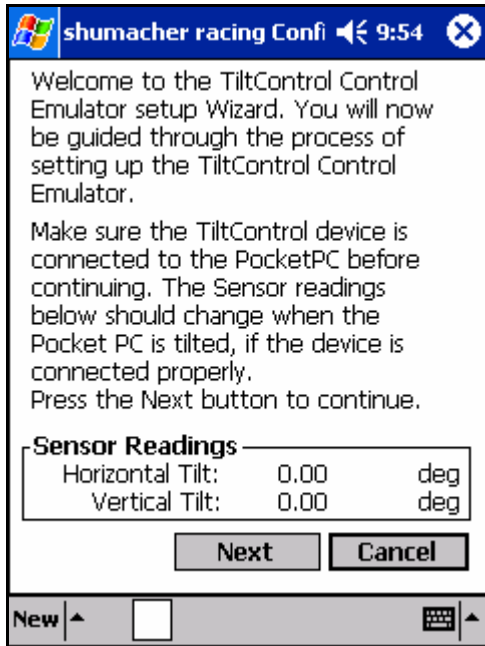 shumacher racing Confi 9:54
Welcome to the TiltControl Control
Emulator setup Wizard. You will now
be guided through the process of
setting up the TiltControl Control
Emulator.
Make sure the TiltControl device is
connected to the PocketPC before
continuing. The Sensor readings
below should change when the
Pocket PC is tilted, if the device is
connected properly.
Press the Next button to continue.
Sensor Readings
Horizontal Tilt: 0.00 deg
Vertical Tilt: 0.00 deg
Next Cancel
New